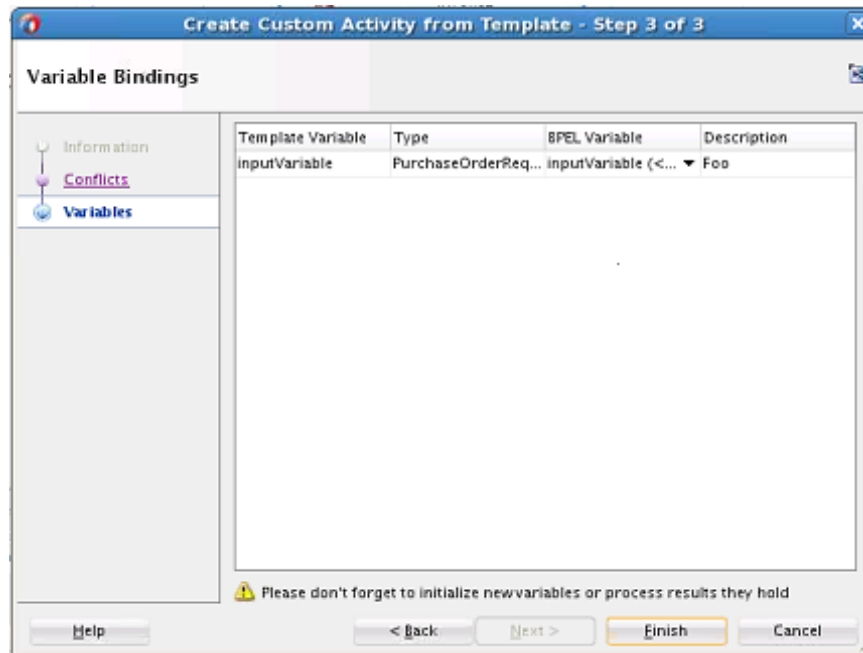 Create Custom Activity from Template - Step 3 of 3
Variable Bindings
Information
Conflicts
Variables
Template Variable Type BPEL Variable Description
inputVariable PurchaseOrderReq... inputVariable (<... Foo
Please don't forget to initialize new variables or process results they hold
Help < Back Next > Finish Cancel